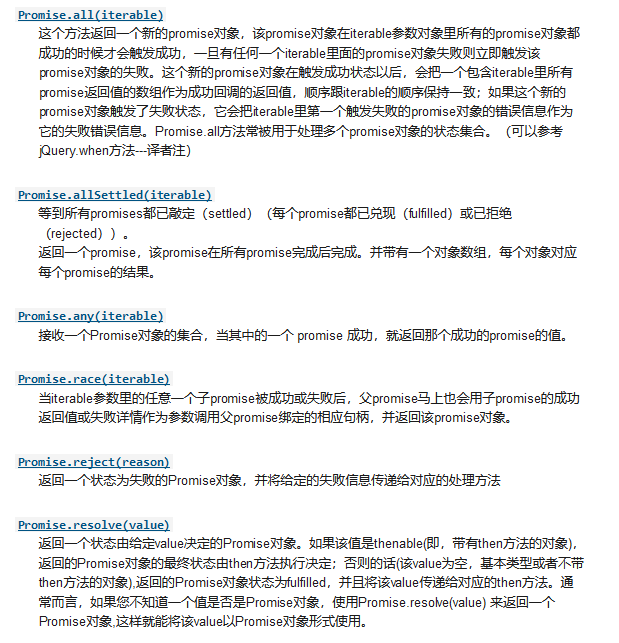 Promise.all(iterable)
这个方法返回一个新的promise对象，该promise对象在iterable参数对象里所有的promise对象都
成功的时候才会触发成功，一旦有任何一个iterable里面的promise对象失败则立即触发该
promise对象的失败。这个新的promise对象在触发成功状态以后，会把一个包含iterable里所有
promise返回值的数组作为成功回调的返回值，顺序跟iterable的顺序保持一致；如果这个新的
promise对象触发了失败状态，它会把iterable里第一个触发失败的promise对象的错误信息作为
它的失败错误信息。Promise.all方法常被用于处理多个promise对象的状态集合。（可以参考
jQuery.when方法---译者注）
Promise.allSettled(iterable)
等到所有promises都已敲定（settled）（每个promise都已兑现（fulfilled）或已拒绝
（rejected））。
返回一个promise，该promise在所有promise完成后完成。并带有一个对象数组，每个对象对应
每个promise的结果。
Promise.any(iterable)
接收一个Promise对象的集合，当其中的一个 promise 成功，就返回那个成功的promise的值。
Promise.race(iterable)
当iterable参数里的任意一个子promise被成功或失败后，父promise马上也会用子promise的成功
返回值或失败详情作为参数调用父promise绑定的相应句柄，并返回该promise对象。
Promise.reject(reason)
返回一个状态为失败的Promise对象，并将给定的失败信息传递给对应的处理方法
Promise.resolve(value)
返回一个状态由给定value决定的Promise对象。如果该值是thenable(即，带有then方法的对象)，
返回的Promise对象的最终状态由then方法执行决定；否则的话(该value为空，基本类型或者不带
then方法的对象),返回的Promise对象状态为fulfilled，并且将该value传递给对应的then方法。通
常而言，如果您不知道一个值是否是Promise对象，使用Promise.resolve(value) 来返回一个
Promise对象,这样就能将该value以Promise对象形式使用。